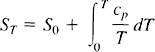 S_T = S_0 + ∫_0^T c_p/T dT